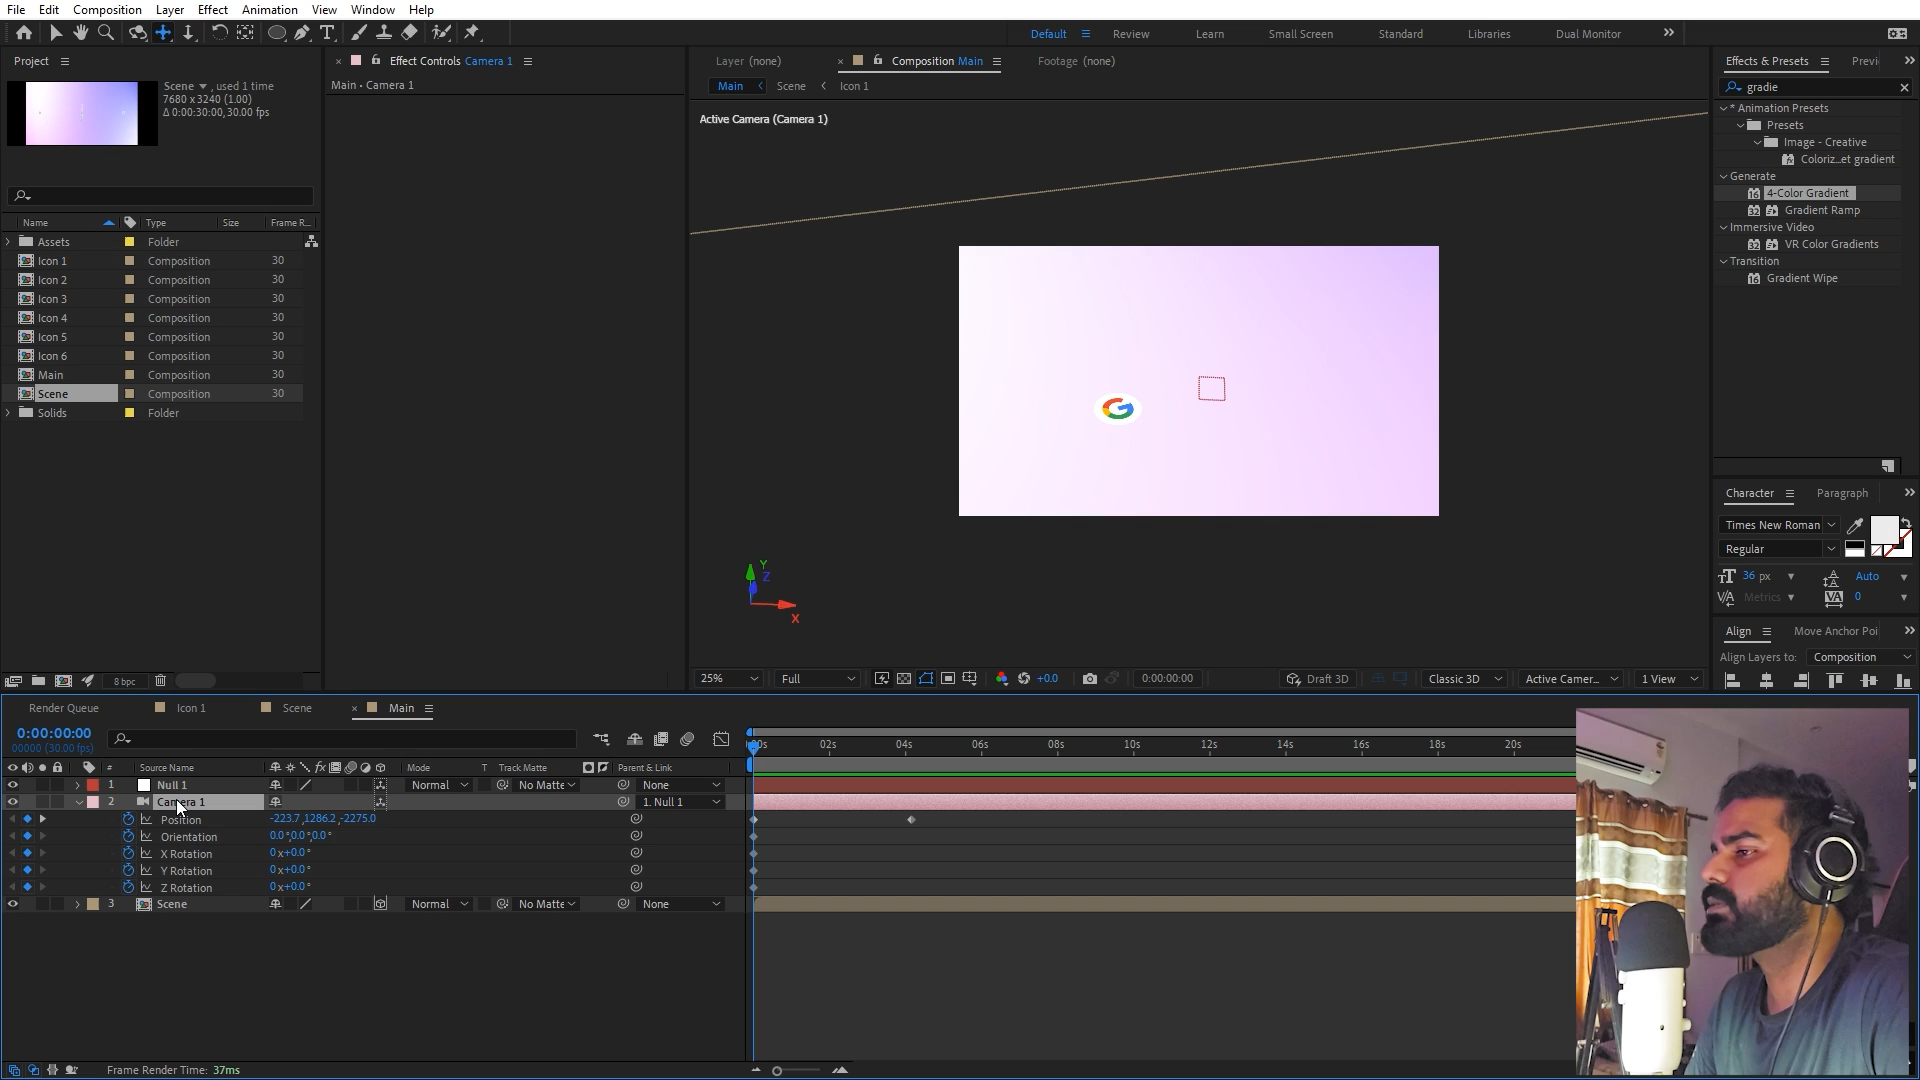 File Edit Composition Layer Effect Animation View Window Help
Default Review Learn Small Screen Standard Libraries Dual Monitor
Project
Effect Controls Camera 1
Layer (none)
Composition Main
Footage (none)
Effects & Presets
Previ
Scene , used 1 time
7680 x 3240 (1.00)
Δ 0:00:30:00, 30.00 fps
Main • Camera 1
Main Scene Icon 1
gradie
Active Camera (Camera 1)
* Animation Presets
Presets
Image - Creative
Coloriz...et gradient
Generate
4-Color Gradient
Gradient Ramp
Immersive Video
VR Color Gradients
Transition
Gradient Wipe
Name Type Size Frame R...
Assets Folder
Icon 1 Composition 30
Icon 2 Composition 30
Icon 3 Composition 30
Icon 4 Composition 30
Icon 5 Composition 30
Icon 6 Composition 30
Main Composition 30
Scene Composition 30
Solids Folder
G
Y
Z
X
Character Paragraph
Times New Roman
Regular
36 px Auto
Metrics 0
Align Move Anchor Poi
Align Layers to: Composition
8 bpc
25% Full +0.0 0:00:00:00 Draft 3D Classic 3D Active Camer... 1 View
Render Queue Icon 1 Scene Main
0:00:00:00
00000 (30.00 fps)
:00s 02s 04s 06s 08s 10s 12s 14s 16s 18s 20s
# Source Name fx Mode T Track Matte Parent & Link
1 Null 1 Normal No Matte None
2 Camera 1 1. Null 1
Position -223.7,1286.2,-2275.0
Orientation 0.0°,0.0°,0.0°
X Rotation 0x+0.0°
Y Rotation 0x+0.0°
Z Rotation 0x+0.0°
3 Scene Normal No Matte None
Frame Render Time: 37ms